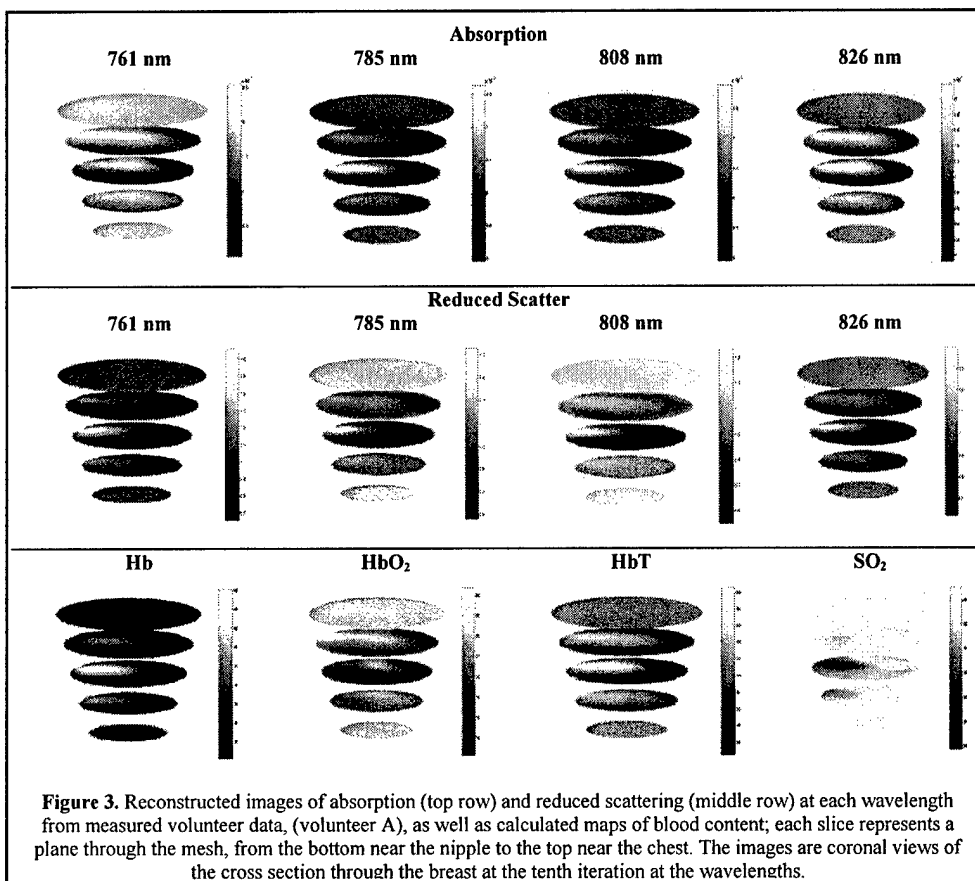 Absorption
761 nm 785 nm 808 nm 826 nm
Reduced Scatter
761 nm 785 nm 808 nm 826 nm
Hb HbO₂ HbT SO₂
Figure 3. Reconstructed images of absorption (top row) and reduced scattering (middle row) at each wavelength
from measured volunteer data, (volunteer A), as well as calculated maps of blood content; each slice represents a
plane through the mesh, from the bottom near the nipple to the top near the chest. The images are coronal views of
the cross section through the breast at the tenth iteration at the wavelengths.